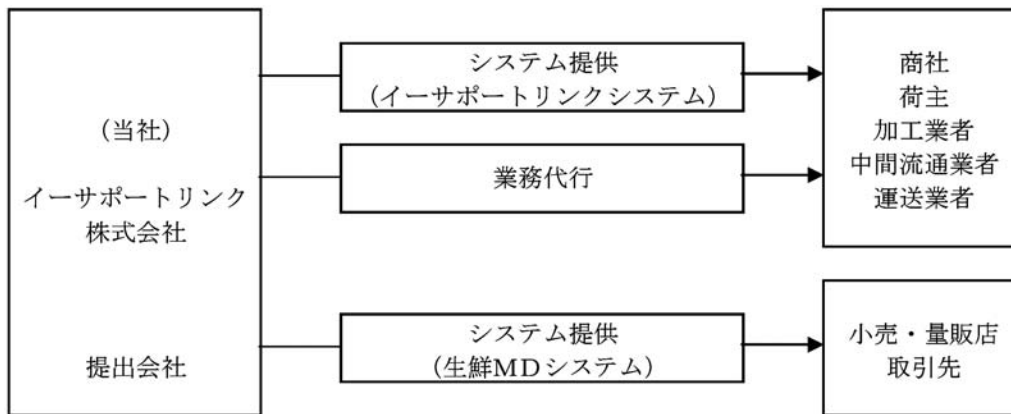 (当社)
イーサポートリンク
株式会社
提出会社
システム提供
(イーサポートリンクシステム)
業務代行
システム提供
(生鮮MDシステム)
商社
荷主
加工業者
中間流通業者
運送業者
小売・量販店
取引先